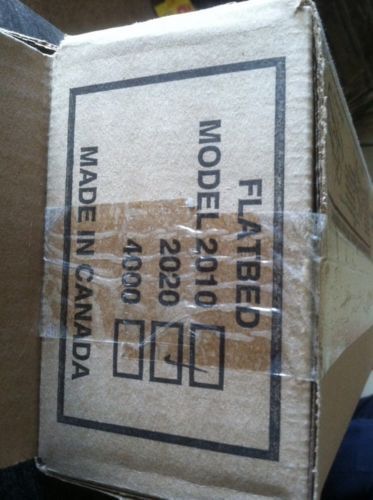 FLATBED
MODEL 2010
2020
4000
MADE IN CANADA